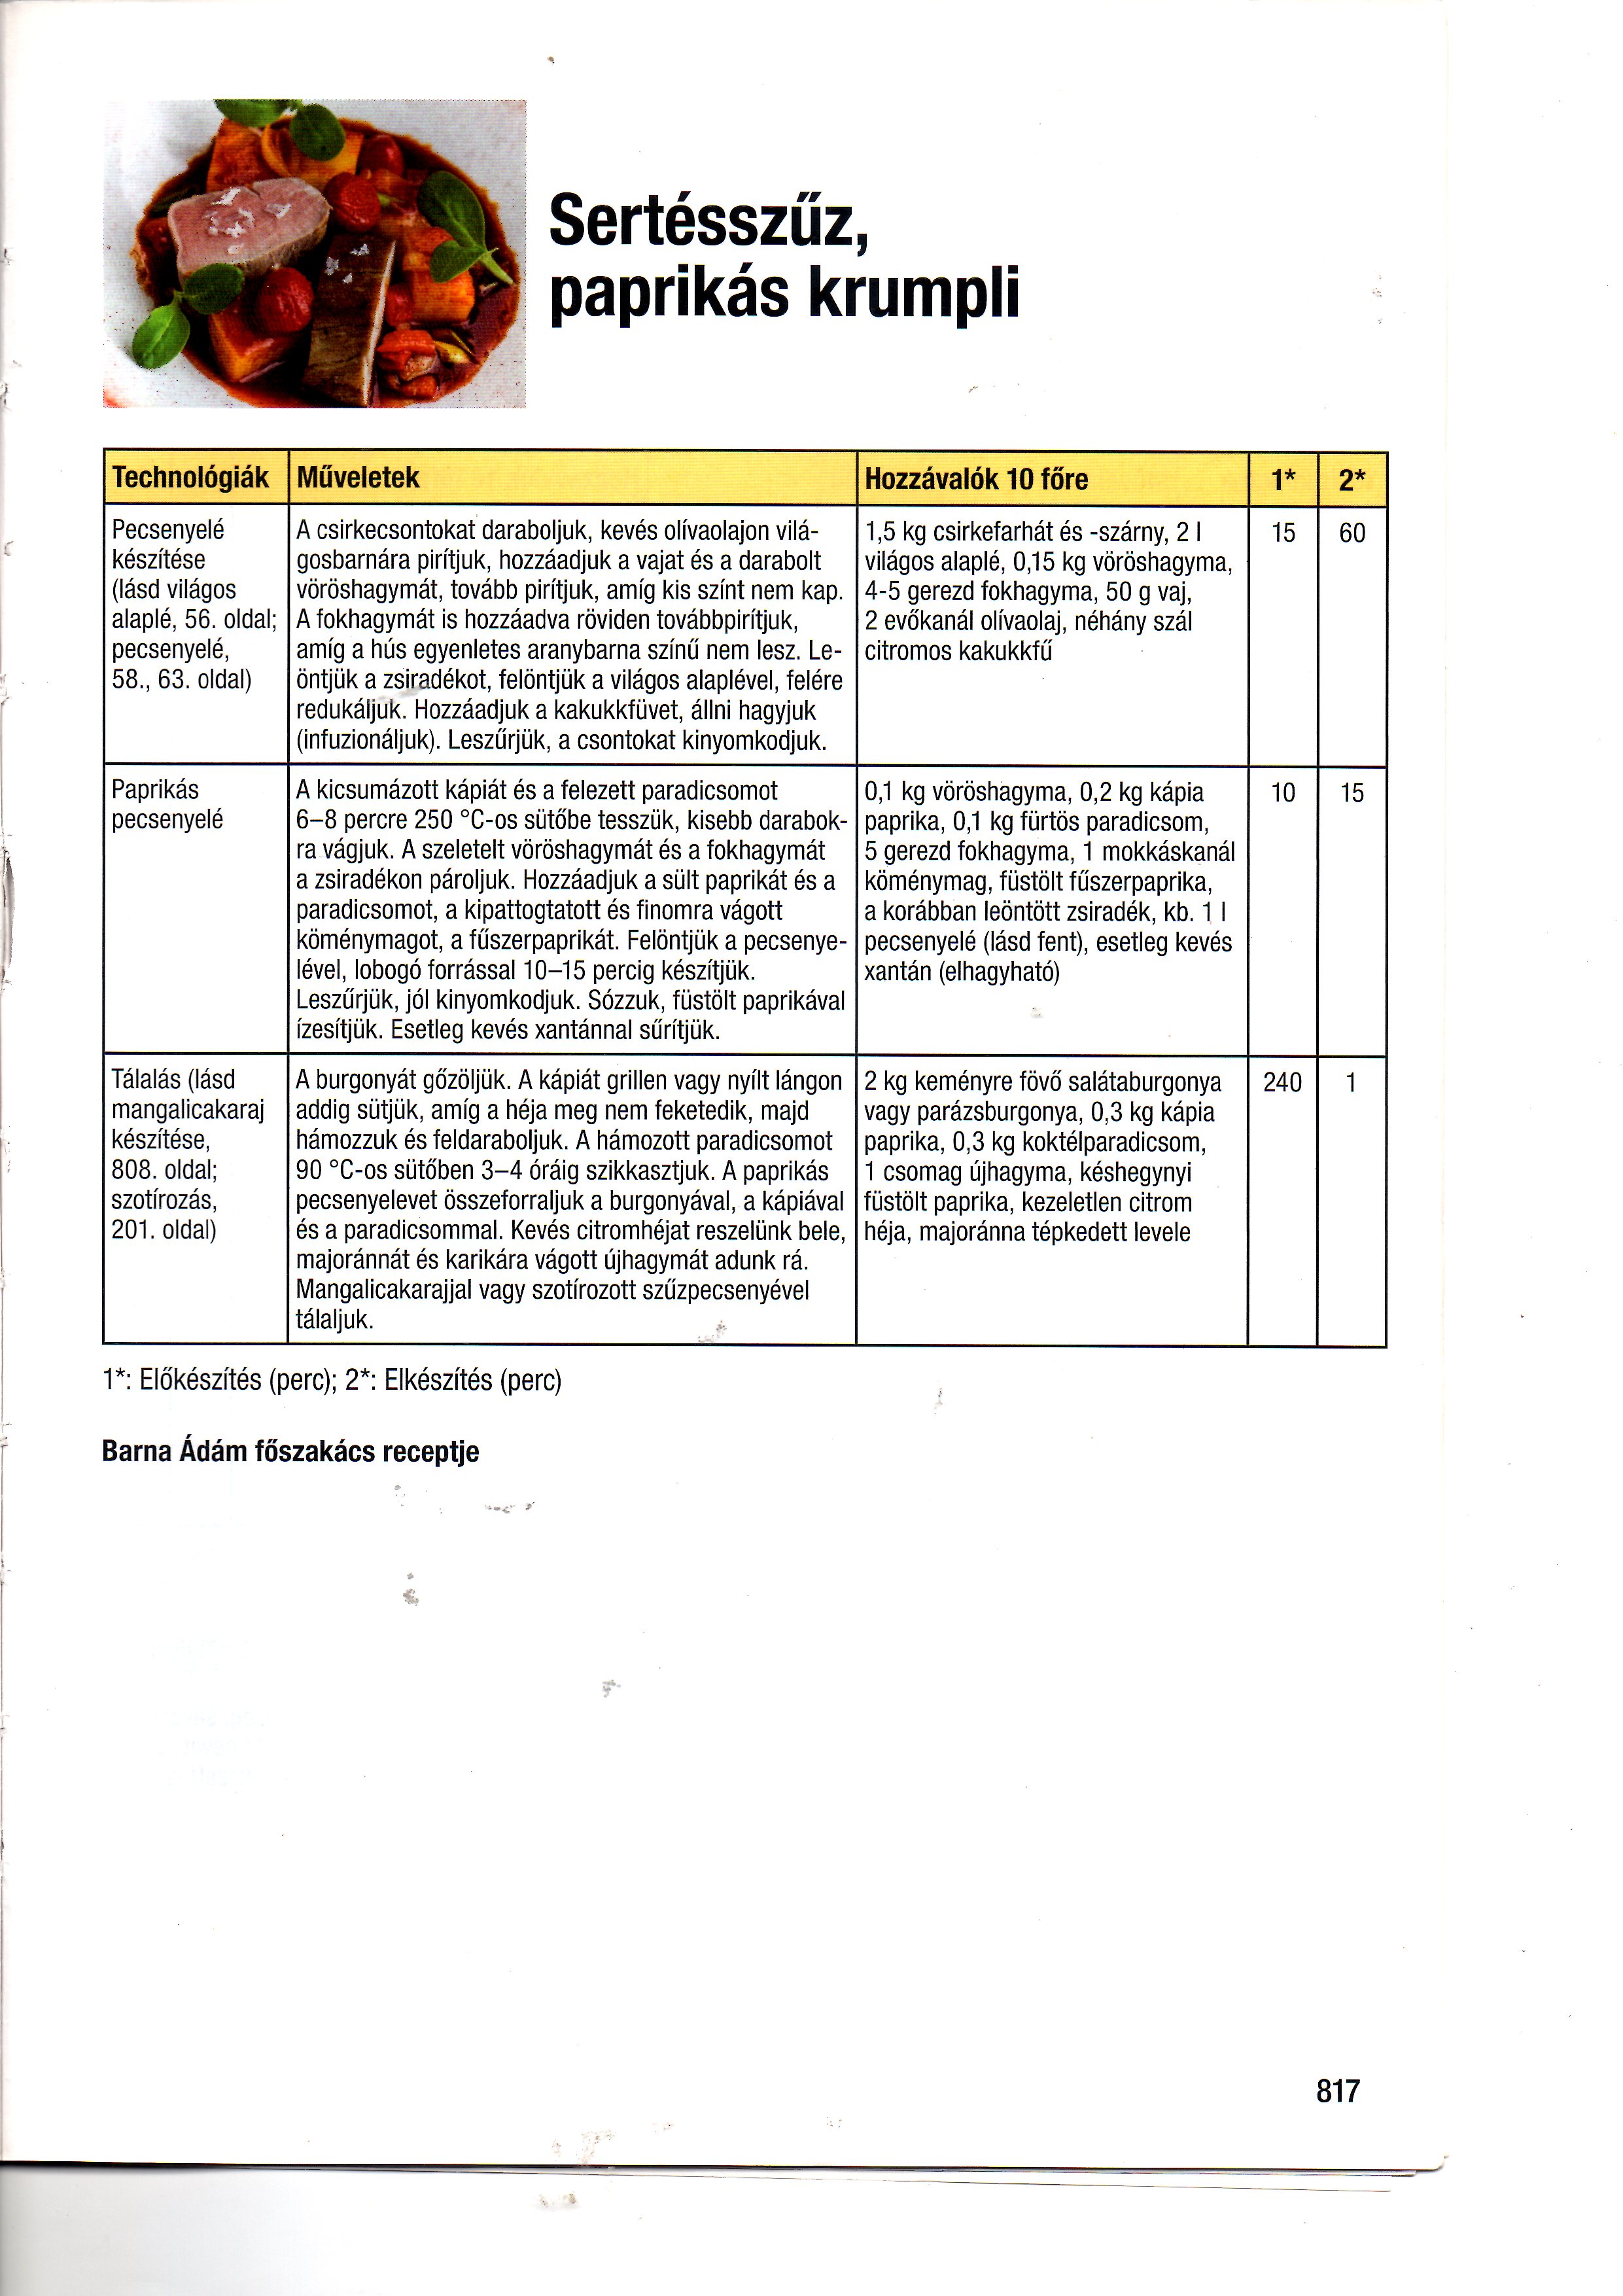 Sertésszűz,
paprikás krumpli
Technológiák
Műveletek
Hozzávalók 10 főre
1*
2*
Pecsenyelé
készítése
(lásd világos
alaplé, 56. oldal;
pecsenyelé,
58., 63. oldal)
A csirkecsontokat daraboljuk, kevés olívaolajon vilá-
gosbarnára pirítjuk, hozzáadjuk a vajat és a darabolt
vöröshagymát, tovább pirítjuk, amíg kis színt nem kap.
A fokhagymát is hozzáadva röviden továbbpirítjuk,
amíg a hús egyenletes aranybarna színű nem lesz. Le-
öntjük a zsiradékot, felöntjük a világos alaplével, felére
redukáljuk. Hozzáadjuk a kakukkfüvet, állni hagyjuk
(infuzionáljuk). Leszűrjük, a csontokat kinyomkodjuk.
1,5 kg csirkefarhát és -szárny, 2 l
világos alaplé, 0,15 kg vöröshagyma,
4-5 gerezd fokhagyma, 50 g vaj,
2 evőkanál olívaolaj, néhány szál
citromos kakukkfű
15
60
Paprikás
pecsenyelé
A kicsumázott kápiát és a felezett paradicsomot
6–8 percre 250 °C-os sütőbe tesszük, kisebb darabok-
ra vágjuk. A szeletelt vöröshagymát és a fokhagymát
a zsiradékon pároljuk. Hozzáadjuk a sült paprikát és a
paradicsomot, a kipattogtatott és finomra vágott
köménymagot, a fűszerpaprikát. Felöntjük a pecsenye-
lével, lobogó forrással 10–15 percig készítjük.
Leszűrjük, jól kinyomkodjuk. Sózzuk, füstölt paprikával
ízesítjük. Esetleg kevés xantánnal sűrítjük.
0,1 kg vöröshagyma, 0,2 kg kápia
paprika, 0,1 kg fürtös paradicsom,
5 gerezd fokhagyma, 1 mokkáskanál
köménymag, füstölt fűszerpaprika,
a korábban leöntött zsiradék, kb. 1 l
pecsenyelé (lásd fent), esetleg kevés
xantán (elhagyható)
10
15
Tálalás (lásd
mangalicakaraj
készítése,
808. oldal;
szotírozás,
201. oldal)
A burgonyát gőzöljük. A kápiát grillen vagy nyílt lángon
addig sütjük, amíg a héja meg nem feketedik, majd
hámozzuk és feldaraboljuk. A hámozott paradicsomot
90 °C-os sütőben 3–4 óráig szikkasztjuk. A paprikás
pecsenyelevet összeforraljuk a burgonyával, a kápiával
és a paradicsommal. Kevés citromhéjat reszelünk bele,
majoránnát és karikára vágott újhagymát adunk rá.
Mangalicakarajjal vagy szotírozott szűzpecsenyével
tálaljuk.
2 kg keményre fövő salátaburgonya
vagy parázsburgonya, 0,3 kg kápia
paprika, 0,3 kg koktélparadicsom,
1 csomag újhagyma, késhegynyi
füstölt paprika, kezeletlen citrom
héja, majoránna tépkedett levele
240
1
1*: Előkészítés (perc); 2*: Elkészítés (perc)
Barna Ádám főszakács receptje
817